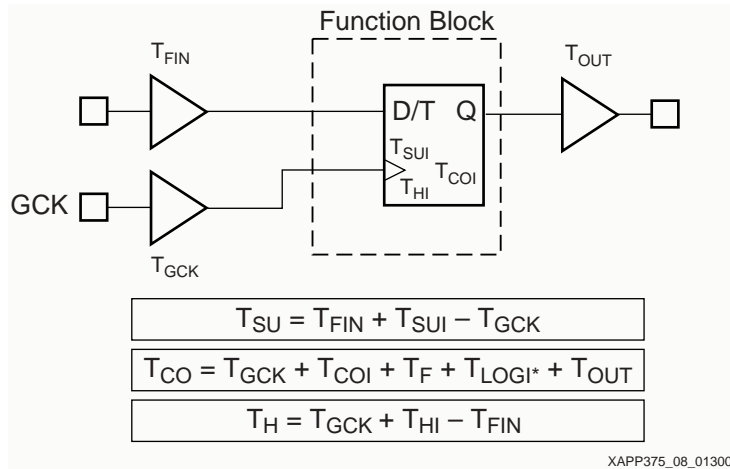 Function Block
T_FIN
T_OUT
D/T Q
T_SUI
T_HI
T_COI
GCK
T_GCK
T_SU = T_FIN + T_SUI – T_GCK
T_CO = T_GCK + T_COI + T_F + T_LOGI* + T_OUT
T_H = T_GCK + T_HI – T_FIN
XAPP375_08_01300